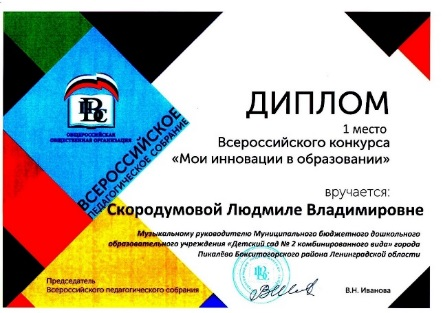 ВПС
ОБЩЕРОССИЙСКАЯ
ОБЩЕСТВЕННАЯ ОРГАНИЗАЦИЯ
ВСЕРОССИЙСКОЕ
ПЕДАГОГИЧЕСКОЕ СОБРАНИЕ
ДИПЛОМ
1 место
Всероссийского конкурса
«Мои инновации в образовании»
вручается:
Скородумовой Людмиле Владимировне
Музыкальному руководителю Муниципального бюджетного дошкольного
образовательного учреждения «Детский сад № 2 комбинированного вида» города
Пикалёво Бокситогорского района Ленинградской области
Председатель
Всероссийского педагогического собрания
В.Н. Иванова